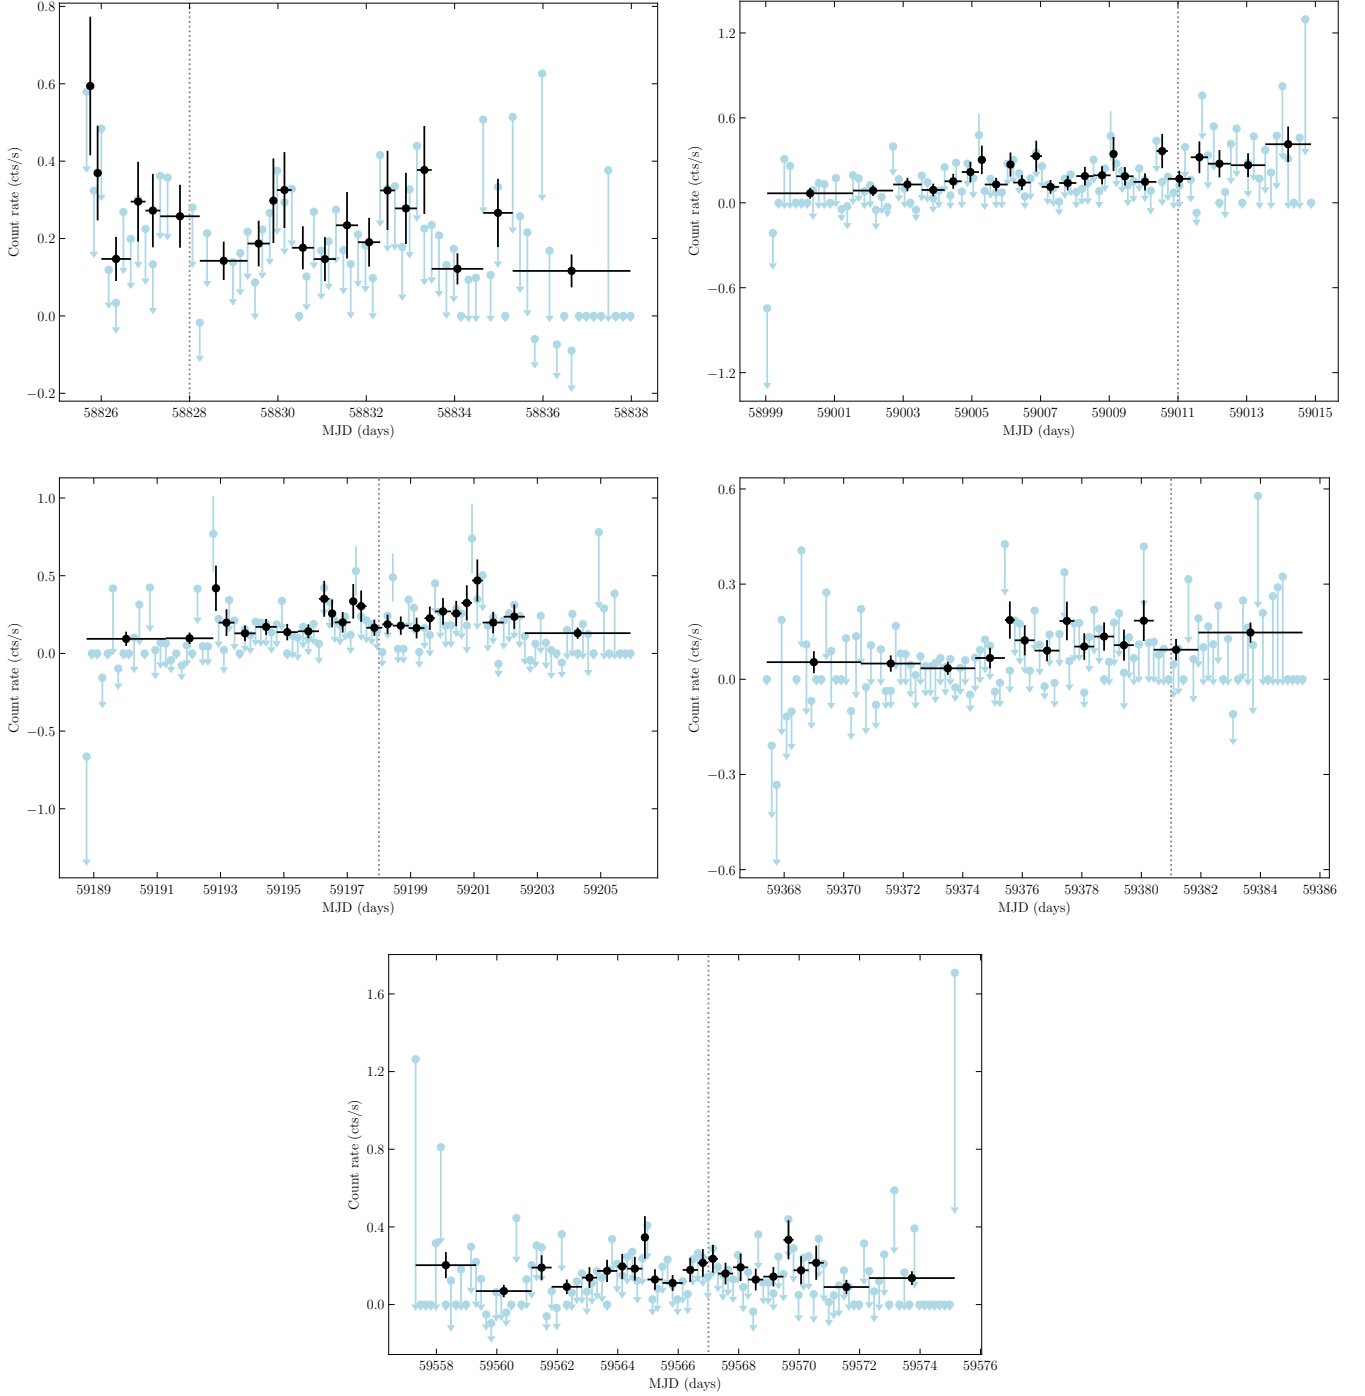 0.8
0.6
0.4
0.2
0.0
−0.2
Count rate (cts/s)
58826 58828 58830 58832 58834 58836 58838
MJD (days)
1.2
0.6
0.0
−0.6
−1.2
Count rate (cts/s)
58999 59001 59003 59005 59007 59009 59011 59013 59015
MJD (days)
1.0
0.5
0.0
−0.5
−1.0
Count rate (cts/s)
59189 59191 59193 59195 59197 59199 59201 59203 59205
MJD (days)
0.6
0.3
0.0
−0.3
−0.6
Count rate (cts/s)
59368 59370 59372 59374 59376 59378 59380 59382 59384 59386
MJD (days)
1.6
1.2
0.8
0.4
0.0
Count rate (cts/s)
59558 59560 59562 59564 59566 59568 59570 59572 59574 59576
MJD (days)